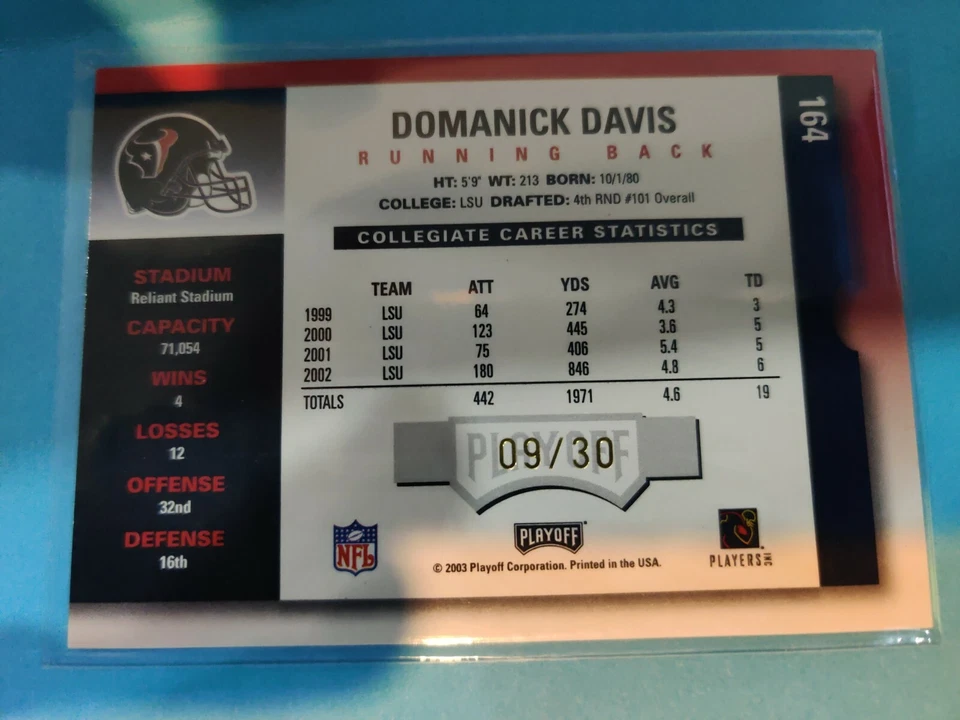 164
DOMANICK DAVIS
RUNNING BACK
HT: 5'9" WT: 213 BORN: 10/1/80
COLLEGE: LSU DRAFTED: 4th RND #101 Overall
COLLEGIATE CAREER STATISTICS
TEAM ATT YDS AVG TD
1999 LSU 64 274 4.3 3
2000 LSU 123 445 3.6 5
2001 LSU 75 406 5.4 5
2002 LSU 180 846 4.8 6
TOTALS 442 1971 4.6 19
PLAYOFF
09/30
STADIUM
Reliant Stadium
CAPACITY
71,054
WINS
4
LOSSES
12
OFFENSE
32nd
DEFENSE
16th
NFL
PLAYOFF
PLAYERS INC
© 2003 Playoff Corporation. Printed in the USA.